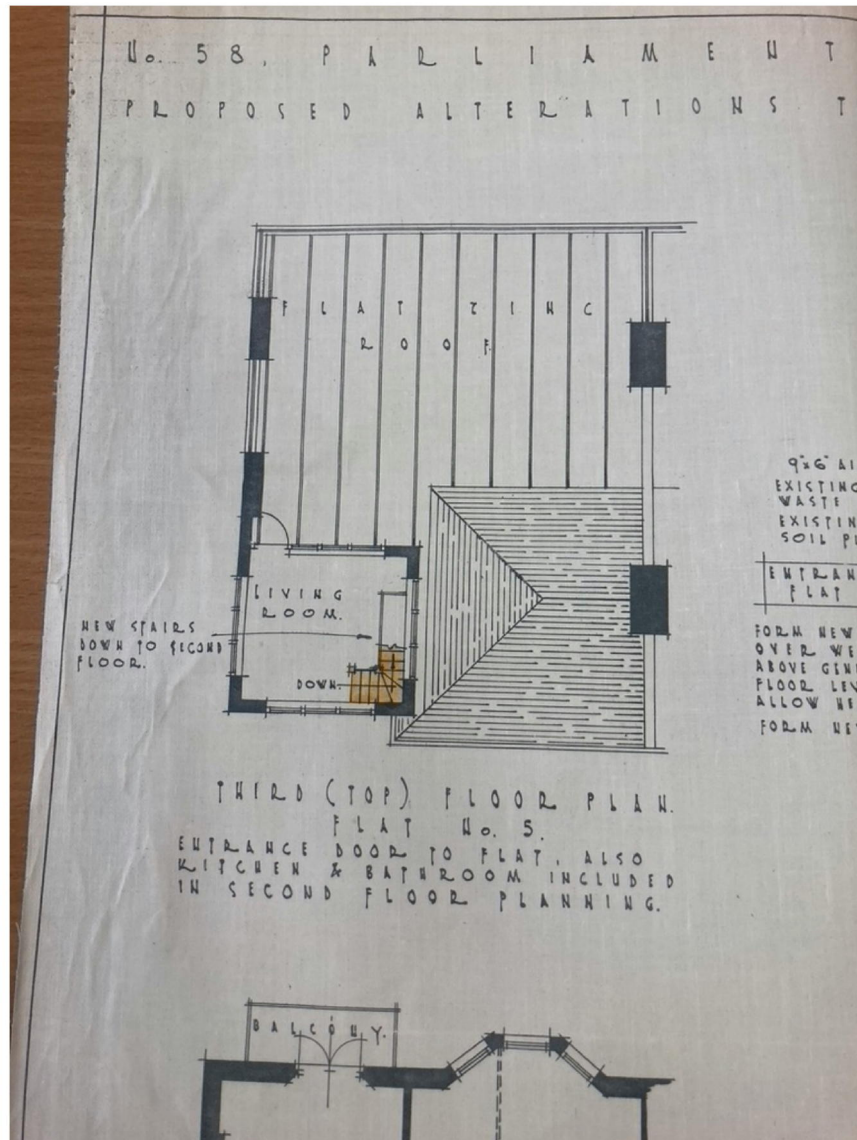 No. 58, PARLIAMENT
PROPOSED ALTERATIONS T
FLAT ZINC
ROOF.
9"x6" AI
EXISTING
WASTE
EXISTIN
SOIL PI
ENTRAN
FLAT
LIVING
ROOM.
NEW STAIRS
DOWN TO SECOND
FLOOR.
DOWN.
FORM NEW
OVER WE
ABOVE GENE
FLOOR LEV
ALLOW NE
FORM NE
THIRD (TOP) FLOOR PLAN.
FLAT No. 5.
ENTRANCE DOOR TO FLAT, ALSO
KITCHEN & BATHROOM INCLUDED
IN SECOND FLOOR PLANNING.
BALCONY.